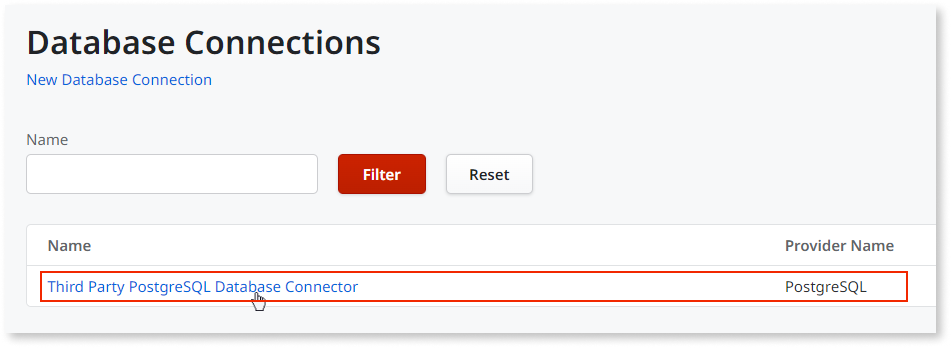 Database Connections
New Database Connection
Name
Filter Reset
Name Provider Name
Third Party PostgreSQL Database Connector PostgreSQL